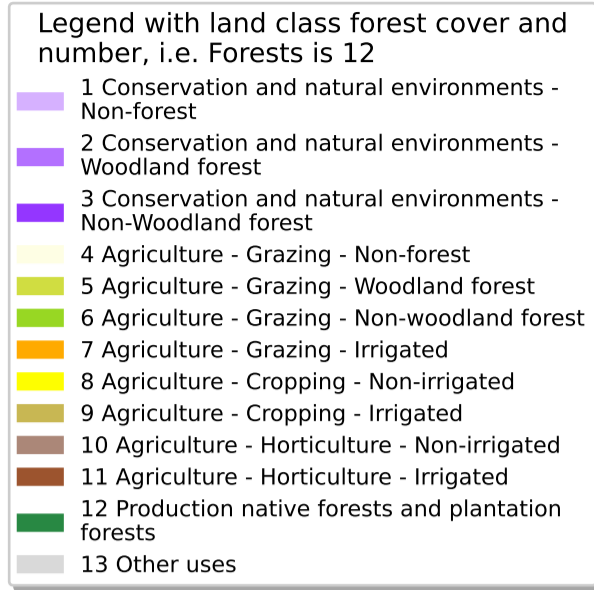 Legend with land class forest cover and
number, i.e. Forests is 12
1 Conservation and natural environments -
Non-forest
2 Conservation and natural environments -
Woodland forest
3 Conservation and natural environments -
Non-Woodland forest
4 Agriculture - Grazing - Non-forest
5 Agriculture - Grazing - Woodland forest
6 Agriculture - Grazing - Non-woodland forest
7 Agriculture - Grazing - Irrigated
8 Agriculture - Cropping - Non-irrigated
9 Agriculture - Cropping - Irrigated
10 Agriculture - Horticulture - Non-irrigated
11 Agriculture - Horticulture - Irrigated
12 Production native forests and plantation
forests
13 Other uses